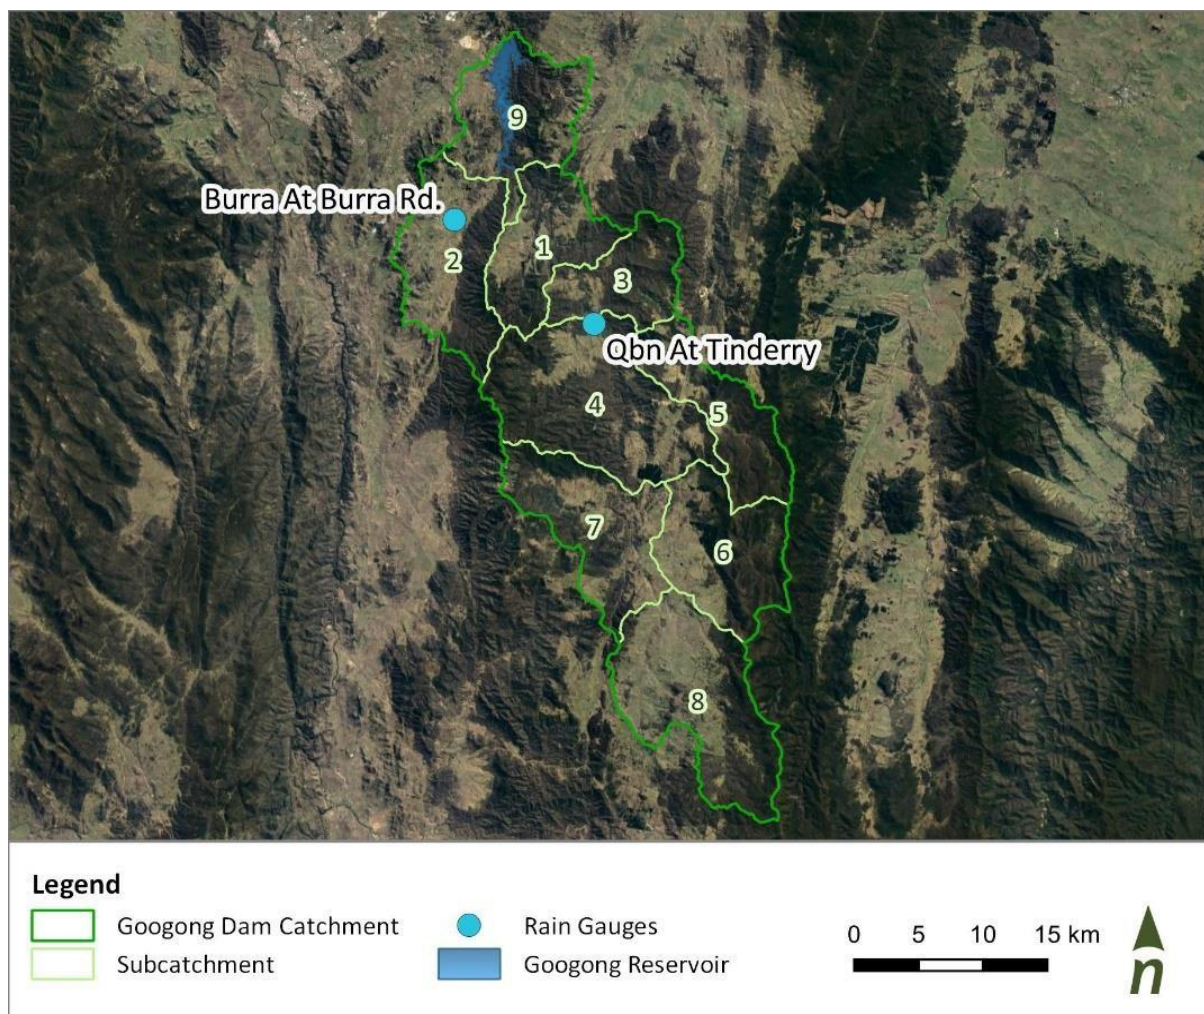 9
Burra At Burra Rd.
2
1
3
Qbn At Tinderry
4
5
7
6
8
Legend
Googong Dam Catchment
Subcatchment
Rain Gauges
Googong Reservoir
0 5 10 15 km
n